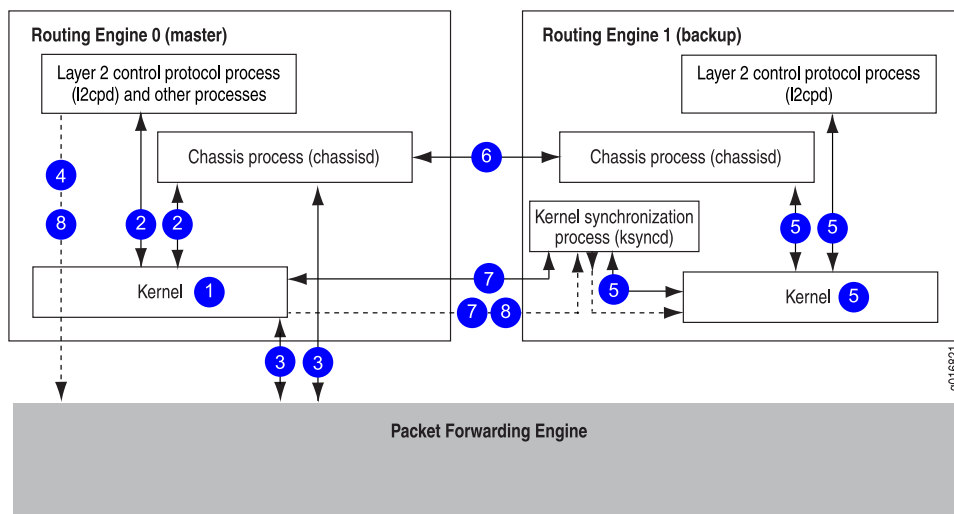 Routing Engine 0 (master)
Layer 2 control protocol process
(l2cpd) and other processes
Chassis process (chassisd)
4
8
2
2
Kernel
1
3
3
6
7
7
8
Routing Engine 1 (backup)
Layer 2 control protocol process
(l2cpd)
Chassis process (chassisd)
Kernel synchronization
process (ksyncd)
5
5
5
Kernel
5
g016821
Packet Forwarding Engine